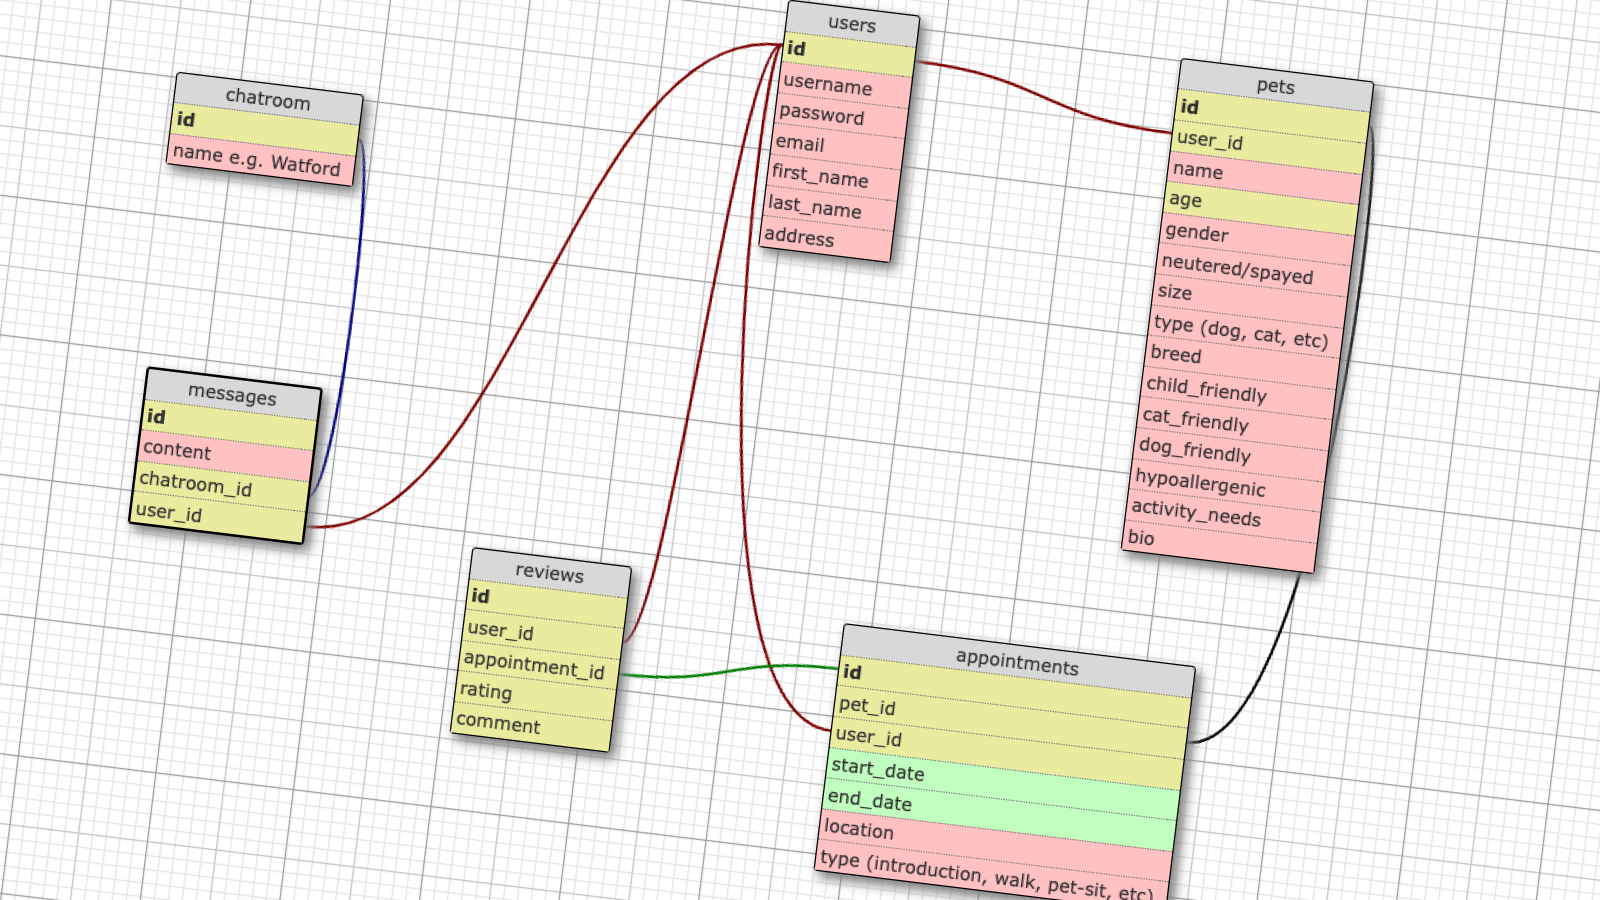 users
id
username
password
email
first_name
last_name
address
chatroom
id
name e.g. Watford
pets
id
user_id
name
age
gender
neutered/spayed
size
type (dog, cat, etc)
breed
child_friendly
cat_friendly
dog_friendly
hypoallergenic
activity_needs
bio
messages
id
content
chatroom_id
user_id
reviews
id
user_id
appointment_id
rating
comment
appointments
id
pet_id
user_id
start_date
end_date
location
type (introduction, walk, pet-sit, etc)